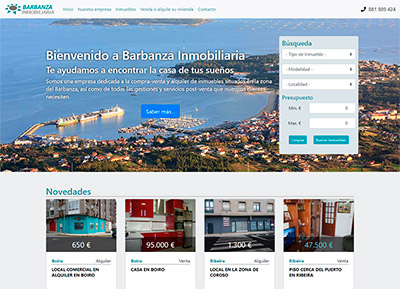 BARBANZA
INMOBILIARIA
Inicio Nuestra empresa Inmuebles Venda o alquile su vivienda Contacto
881 989 424
Bienvenido a Barbanza Inmobiliaria
Te ayudamos a encontrar la casa de tus sueños
Somos una empresa dedicada a la compra-venta y alquiler de inmuebles situados en la zona
del Barbanza, así como de todas las gestiones y servicios post-venta que nuestros clientes
necesiten.
Saber más..
Búsqueda
- Tipo de Inmueble -
- Modalidad -
- Localidad -
Presupuesto
Min. € 0
Max. € 0
Limpiar Buscar Inmuebles
Novedades
650 € 95.000 € 1.300 € 47.500 €
Boiro Alquiler Boiro Venta Ribeira Alquiler Ribeira Venta
LOCAL COMERCIAL EN CASA EN BOIRO LOCAL EN LA ZONA DE PISO CERCA DEL PUERTO
ALQUILER EN BOIRO COROSO EN RIBEIRA